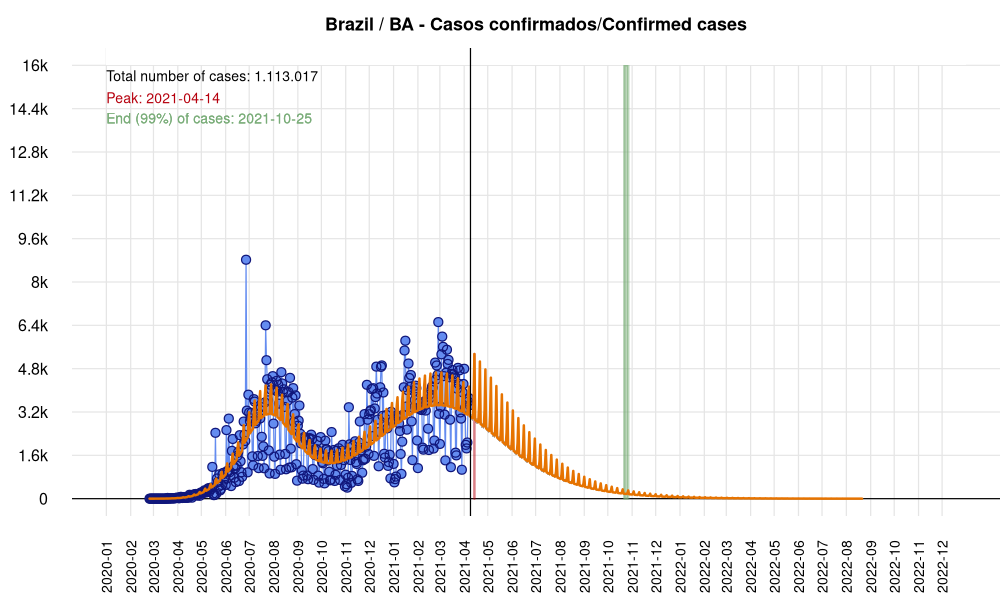 Brazil / BA - Casos confirmados/Confirmed cases
16k
Total number of cases: 1.113.017
Peak: 2021-04-14
14.4k
End (99%) of cases: 2021-10-25
12.8k
11.2k
9.6k
8k
6.4k
4.8k
3.2k
1.6k
0
2020-01
2020-02
2020-03
2020-04
2020-05
2020-06
2020-07
2020-08
2020-09
2020-10
2020-11
2020-12
2021-01
2021-02
2021-03
2021-04
2021-05
2021-06
2021-07
2021-08
2021-09
2021-10
2021-11
2021-12
2022-01
2022-02
2022-03
2022-04
2022-05
2022-06
2022-07
2022-08
2022-09
2022-10
2022-11
2022-12